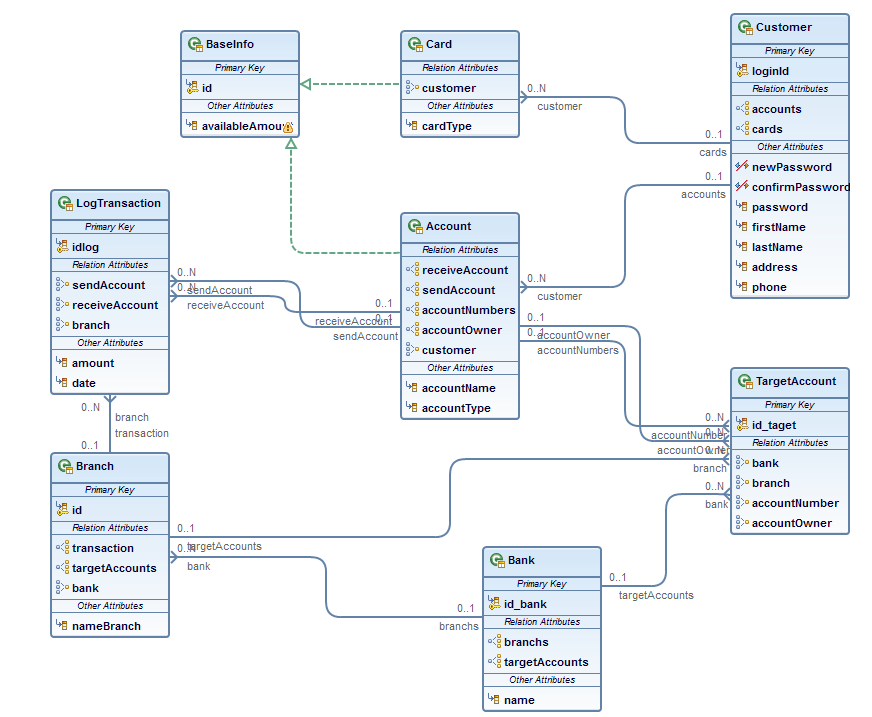 BaseInfo
Primary Key
id
Other Attributes
Card
Relation Attributes
customer
Other Attributes
cardType
Customer
Primary Key
loginId
Relation Attributes
accounts
cards
Other Attributes
newPassword
confirmPassword
password
firstName
lastName
address
phone
0..N
customer
0..1
cards
0..1
accounts
LogTransaction
Primary Key
idlog
Relation Attributes
sendAccount
receiveAccount
branch
Other Attributes
amount
date
0..N
sendAccount
0..N
receiveAccount
0..1
receiveAccount
0..1
sendAccount
Account
Relation Attributes
receiveAccount
sendAccount
accountNumbers
accountOwner
customer
Other Attributes
accountName
accountType
0..N
customer
0..1
accountOwner
0..1
accountNumbers
TargetAccount
Primary Key
id_taget
Relation Attributes
bank
branch
accountNumber
accountOwner
0..N
accountNumber
0..N
accountOwner
0..N
branch
0..N
bank
0..N
branch
transaction
0..1
Branch
Primary Key
id
Relation Attributes
transaction
targetAccounts
bank
Other Attributes
nameBranch
0..1
targetAccounts
0..N
bank
0..1
branchs
Bank
Primary Key
id_bank
Relation Attributes
branchs
targetAccounts
Other Attributes
name
0..1
targetAccounts